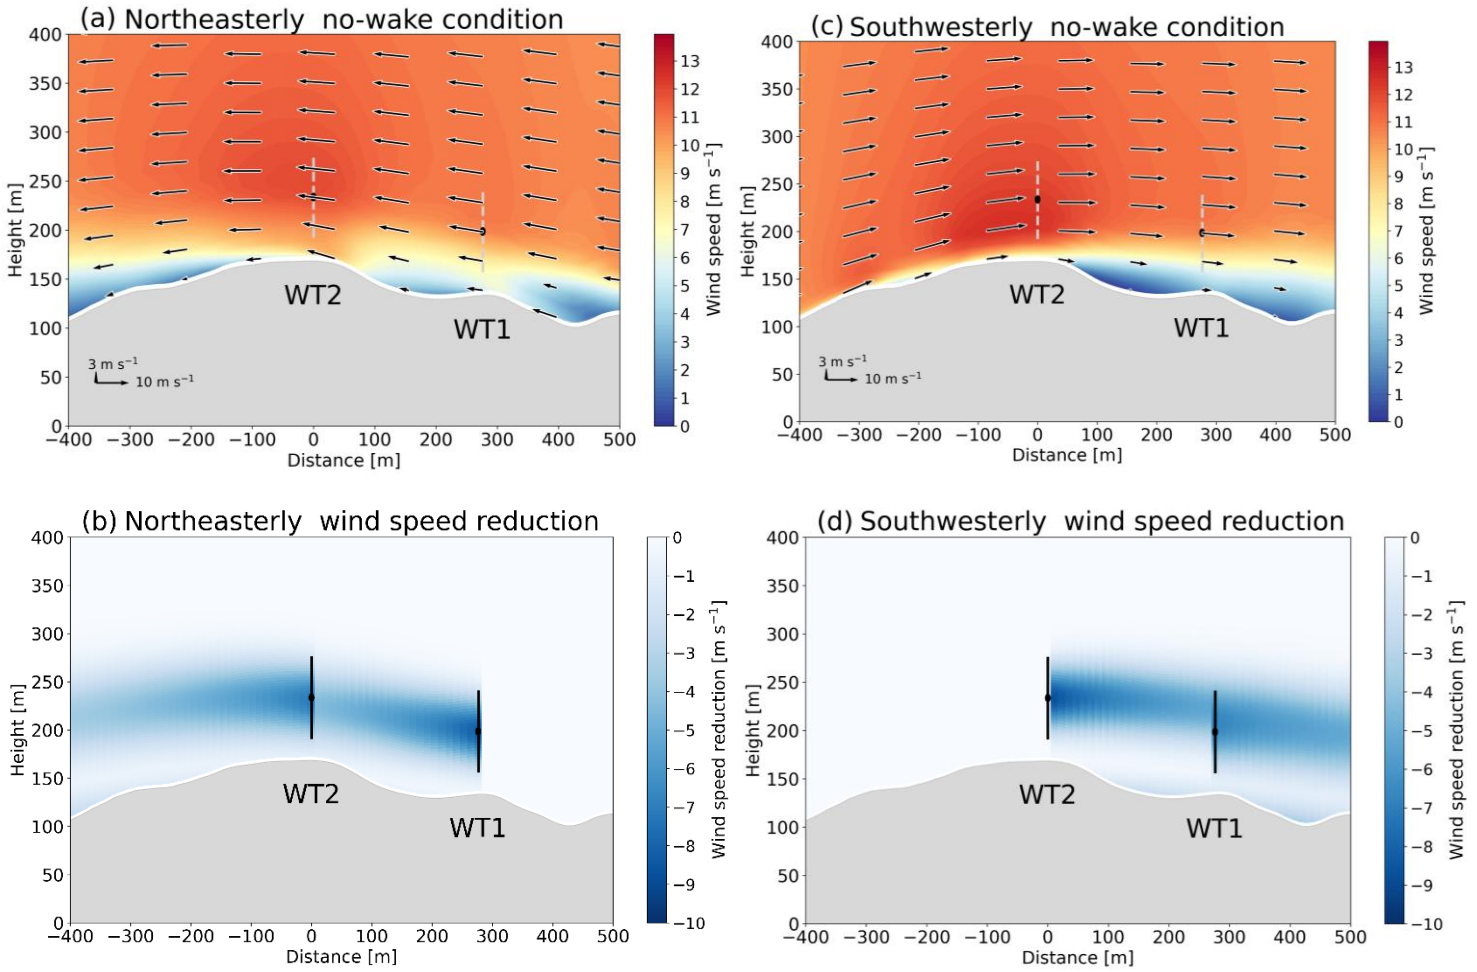 (a) Northeasterly no-wake condition
400
350
300
250
200
150
100
50
0
Height [m]
WT2
WT1
3 m s⁻¹
10 m s⁻¹
−400 −300 −200 −100 0 100 200 300 400 500
Distance [m]
13
12
11
10
9
8
7
6
5
4
3
2
1
0
Wind speed [m s⁻¹]
(c) Southwesterly no-wake condition
400
350
300
250
200
150
100
50
0
Height [m]
WT2
WT1
3 m s⁻¹
10 m s⁻¹
−400 −300 −200 −100 0 100 200 300 400 500
Distance [m]
13
12
11
10
9
8
7
6
5
4
3
2
1
0
Wind speed [m s⁻¹]
(b) Northeasterly wind speed reduction
400
350
300
250
200
150
100
50
0
Height [m]
WT2
WT1
−400 −300 −200 −100 0 100 200 300 400 500
Distance [m]
0
−1
−2
−3
−4
−5
−6
−7
−8
−9
−10
Wind speed reduction [m s⁻¹]
(d) Southwesterly wind speed reduction
400
350
300
250
200
150
100
50
0
Height [m]
WT2
WT1
−400 −300 −200 −100 0 100 200 300 400 500
Distance [m]
0
−1
−2
−3
−4
−5
−6
−7
−8
−9
−10
Wind speed reduction [m s⁻¹]